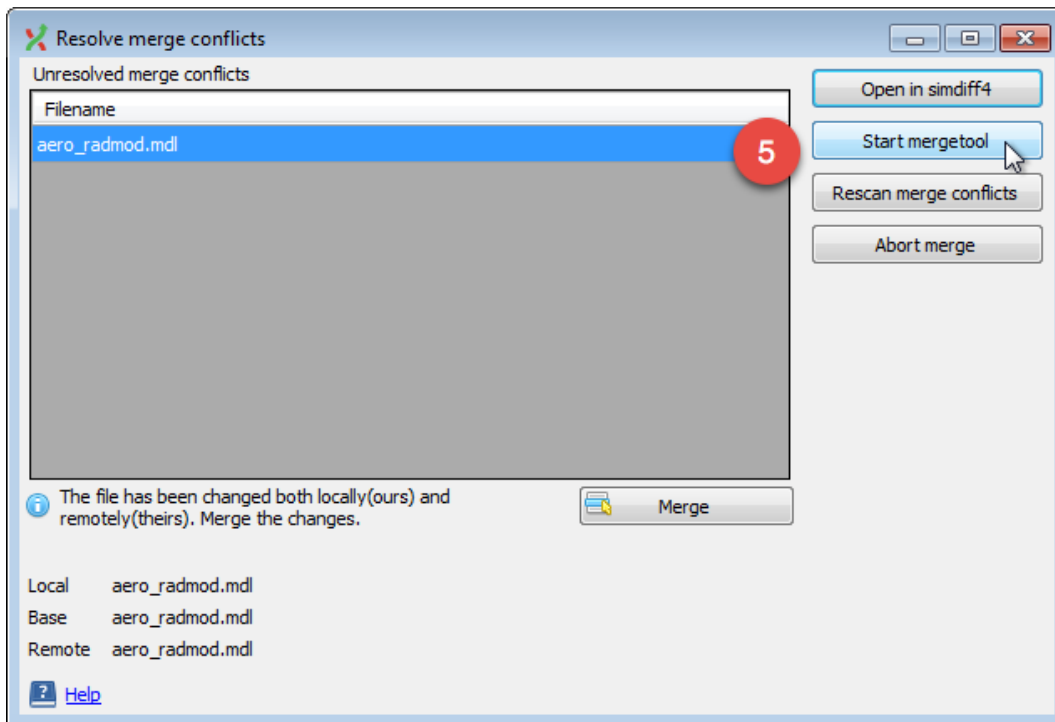 Resolve merge conflicts
Unresolved merge conflicts
Filename
aero_radmod.mdl
5
Open in simdiff4
Start mergetool
Rescan merge conflicts
Abort merge
The file has been changed both locally(ours) and
remotely(theirs). Merge the changes.
Merge
Local aero_radmod.mdl
Base aero_radmod.mdl
Remote aero_radmod.mdl
? Help